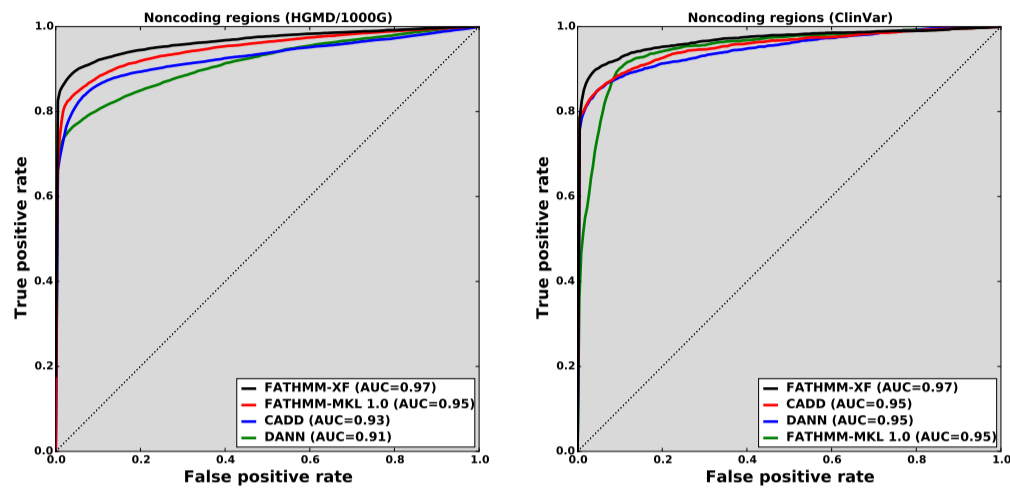 Noncoding regions (HGMD/1000G)
1.0
0.8
0.6
0.4
0.2
0.0
True positive rate
FATHMM-XF (AUC=0.97)
FATHMM-MKL 1.0 (AUC=0.95)
CADD (AUC=0.93)
DANN (AUC=0.91)
0.0 0.2 0.4 0.6 0.8 1.0
False positive rate
Noncoding regions (ClinVar)
1.0
0.8
0.6
0.4
0.2
0.0
True positive rate
FATHMM-XF (AUC=0.97)
CADD (AUC=0.95)
DANN (AUC=0.95)
FATHMM-MKL 1.0 (AUC=0.95)
0.0 0.2 0.4 0.6 0.8 1.0
False positive rate